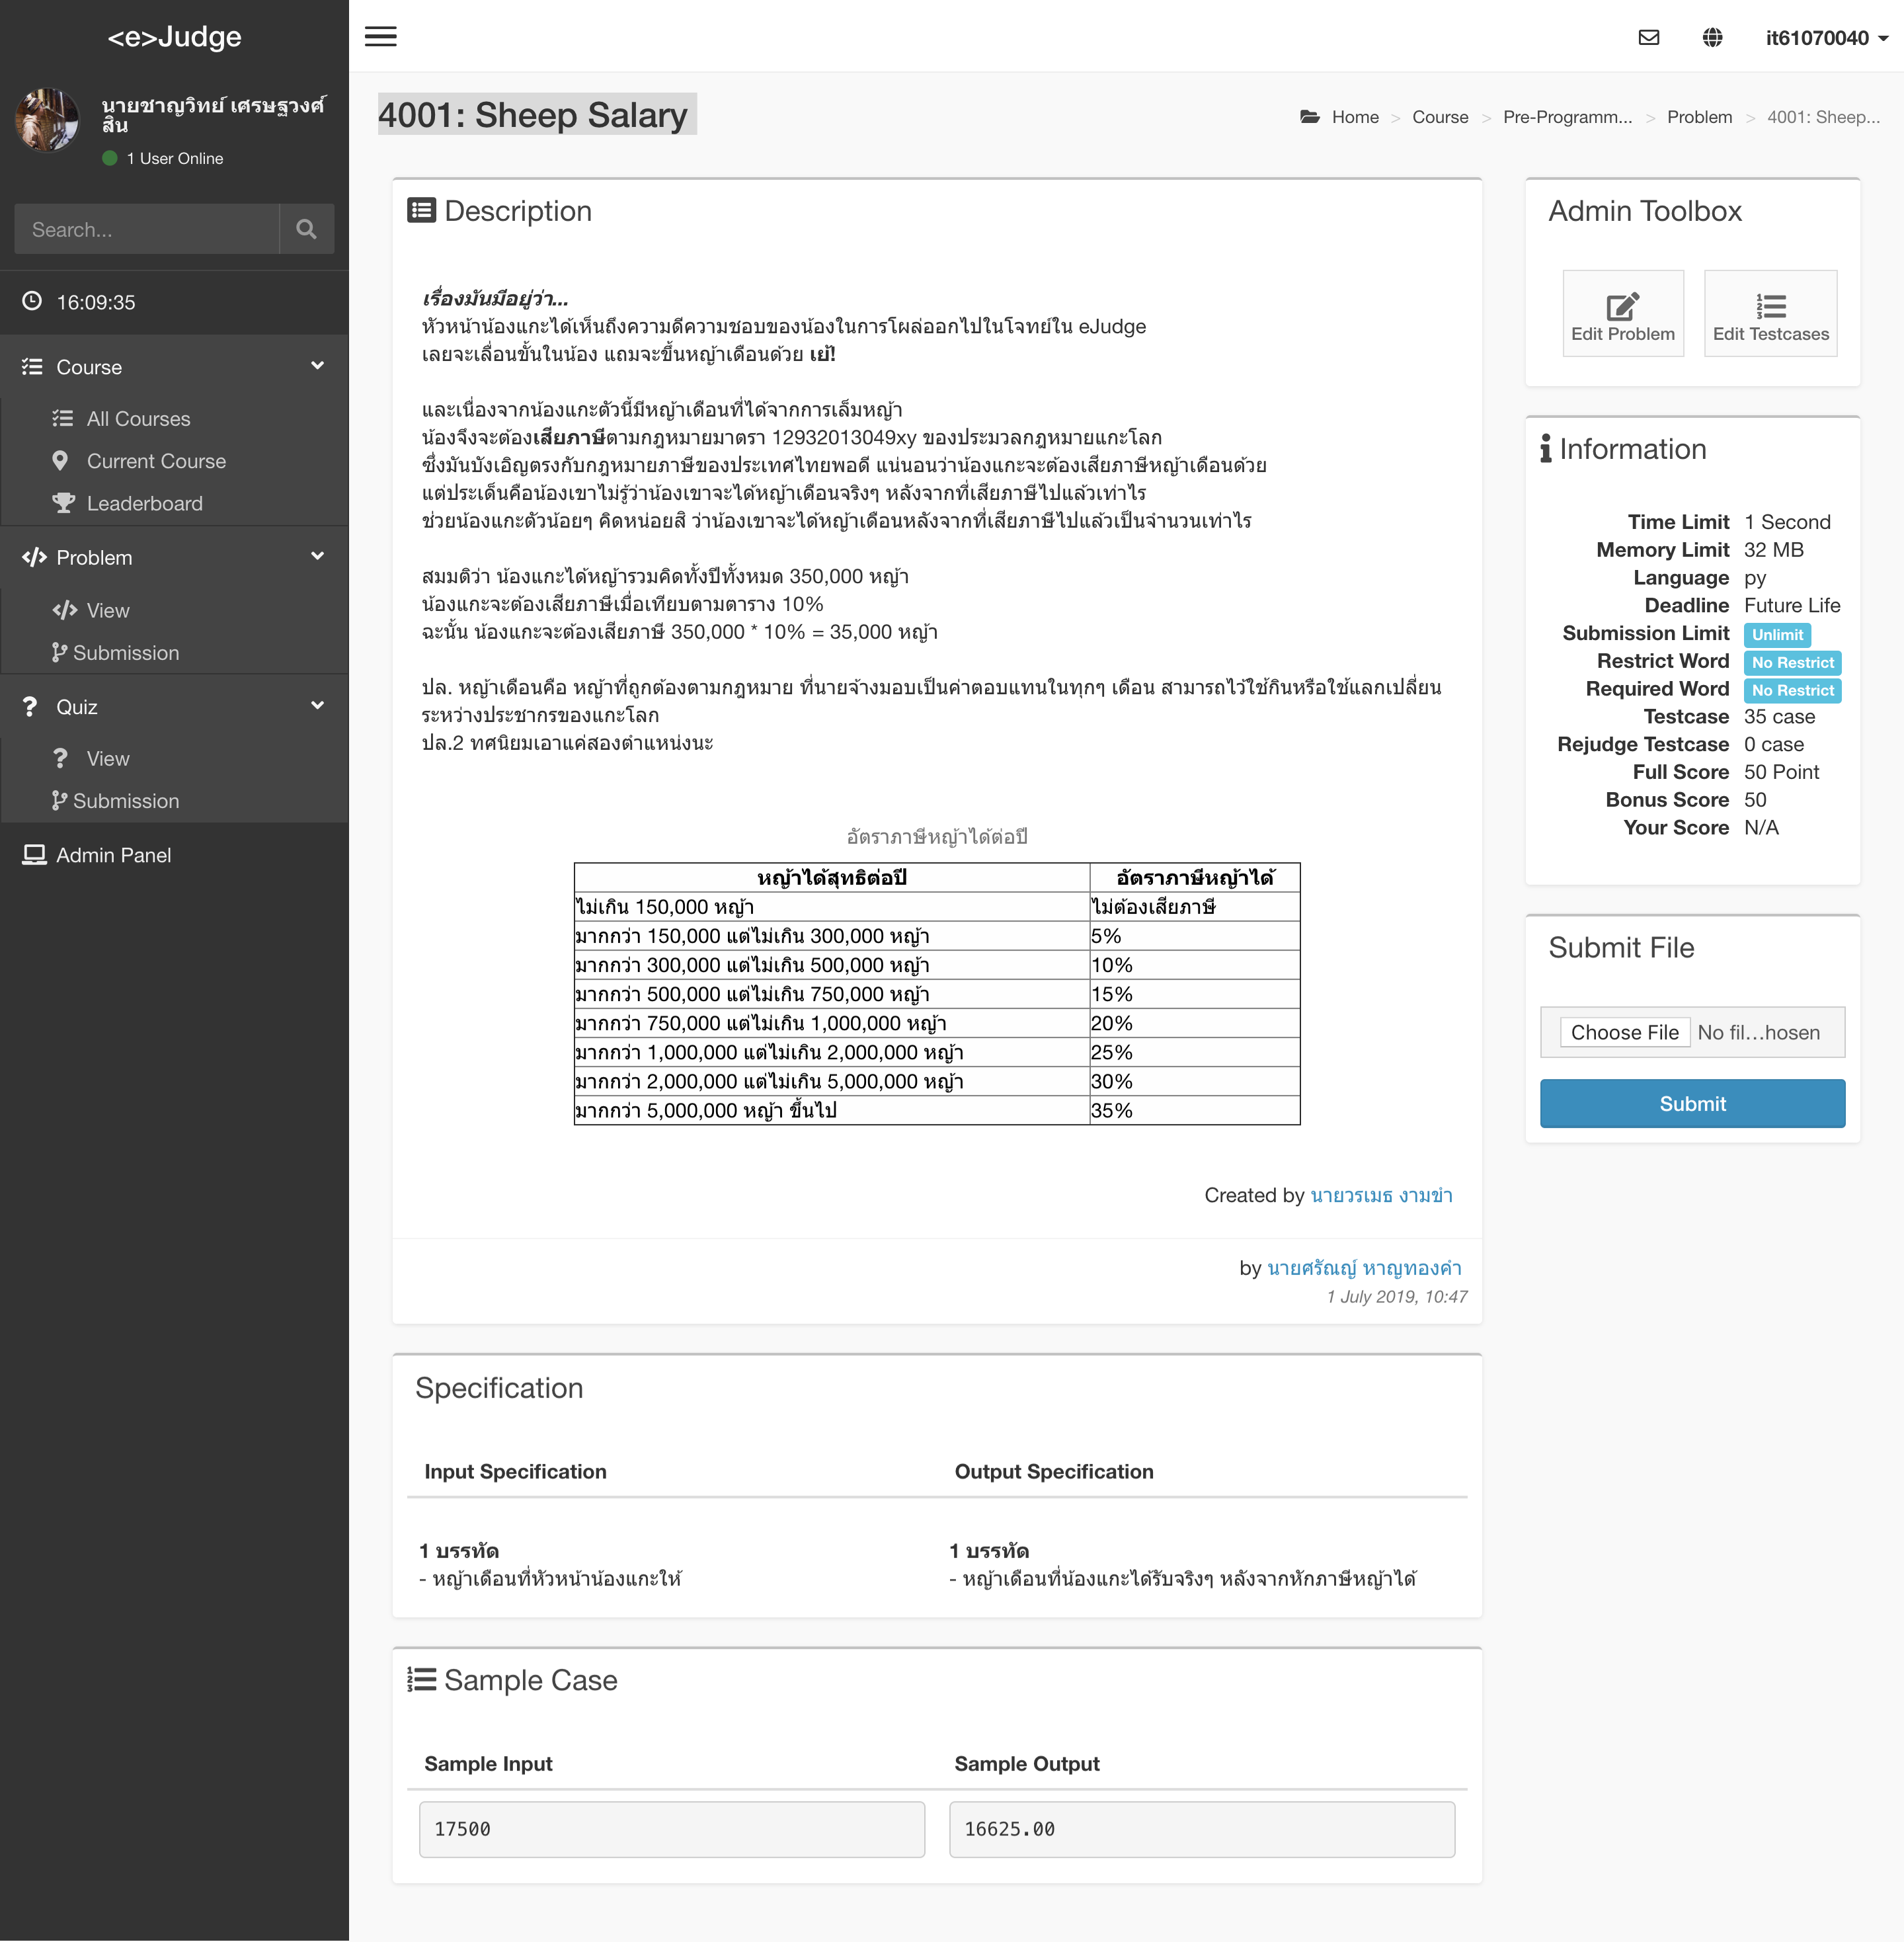 <e>Judge
นายชาญวิทย์ เศรษฐวงศ์
สิน
1 User Online
Search...
16:09:35
Course
All Courses
Current Course
Leaderboard
Problem
View
Submission
Quiz
View
Submission
Admin Panel
it61070040
4001: Sheep Salary
Home > Course > Pre-Programm... > Problem > 4001: Sheep...
Description
เรื่องมันมีอยู่ว่า...
หัวหน้าน้องแกะได้เห็นถึงความดีความชอบของน้องในการโผล่ออกไปในโจทย์ใน eJudge
เลยจะเลื่อนขั้นในน้อง แถมจะขึ้นหญ้าเดือนด้วย เย้!
และเนื่องจากน้องแกะตัวนี้มีหญ้าเดือนที่ได้จากการเล็มหญ้า
น้องจึงจะต้องเสียภาษีตามกฎหมายมาตรา 12932013049xy ของประมวลกฎหมายแกะโลก
ซึ่งมันบังเอิญตรงกับกฎหมายภาษีของประเทศไทยพอดี แน่นอนว่าน้องแกะจะต้องเสียภาษีหญ้าเดือนด้วย
แต่ประเด็นคือน้องเขาไม่รู้ว่าน้องเขาจะได้หญ้าเดือนจริงๆ หลังจากที่เสียภาษีไปแล้วเท่าไร
ช่วยน้องแกะตัวน้อยๆ คิดหน่อยสิ ว่าน้องเขาจะได้หญ้าเดือนหลังจากที่เสียภาษีไปแล้วเป็นจำนวนเท่าไร
สมมติว่า น้องแกะได้หญ้ารวมคิดทั้งปีทั้งหมด 350,000 หญ้า
น้องแกะจะต้องเสียภาษีเมื่อเทียบตามตาราง 10%
ฉะนั้น น้องแกะจะต้องเสียภาษี 350,000 * 10% = 35,000 หญ้า
ปล. หญ้าเดือนคือ หญ้าที่ถูกต้องตามกฎหมาย ที่นายจ้างมอบเป็นค่าตอบแทนในทุกๆ เดือน สามารถไว้ใช้กินหรือใช้แลกเปลี่ยน
ระหว่างประชากรของแกะโลก
ปล.2 ทศนิยมเอาแค่สองตำแหน่งนะ
อัตราภาษีหญ้าได้ต่อปี
หญ้าได้สุทธิต่อปี อัตราภาษีหญ้าได้
ไม่เกิน 150,000 หญ้า ไม่ต้องเสียภาษี
มากกว่า 150,000 แต่ไม่เกิน 300,000 หญ้า 5%
มากกว่า 300,000 แต่ไม่เกิน 500,000 หญ้า 10%
มากกว่า 500,000 แต่ไม่เกิน 750,000 หญ้า 15%
มากกว่า 750,000 แต่ไม่เกิน 1,000,000 หญ้า 20%
มากกว่า 1,000,000 แต่ไม่เกิน 2,000,000 หญ้า 25%
มากกว่า 2,000,000 แต่ไม่เกิน 5,000,000 หญ้า 30%
มากกว่า 5,000,000 หญ้า ขึ้นไป 35%
Created by นายวรเมธ งามขำ
by นายศรัณญ์ หาญทองคำ
1 July 2019, 10:47
Specification
Input Specification Output Specification
1 บรรทัด 1 บรรทัด
- หญ้าเดือนที่หัวหน้าน้องแกะให้ - หญ้าเดือนที่น้องแกะได้รับจริงๆ หลังจากหักภาษีหญ้าได้
Sample Case
Sample Input Sample Output
17500 16625.00
Admin Toolbox
Edit Problem Edit Testcases
Information
Time Limit 1 Second
Memory Limit 32 MB
Language py
Deadline Future Life
Submission Limit Unlimit
Restrict Word No Restrict
Required Word No Restrict
Testcase 35 case
Rejudge Testcase 0 case
Full Score 50 Point
Bonus Score 50
Your Score N/A
Submit File
Choose File No fil...hosen
Submit